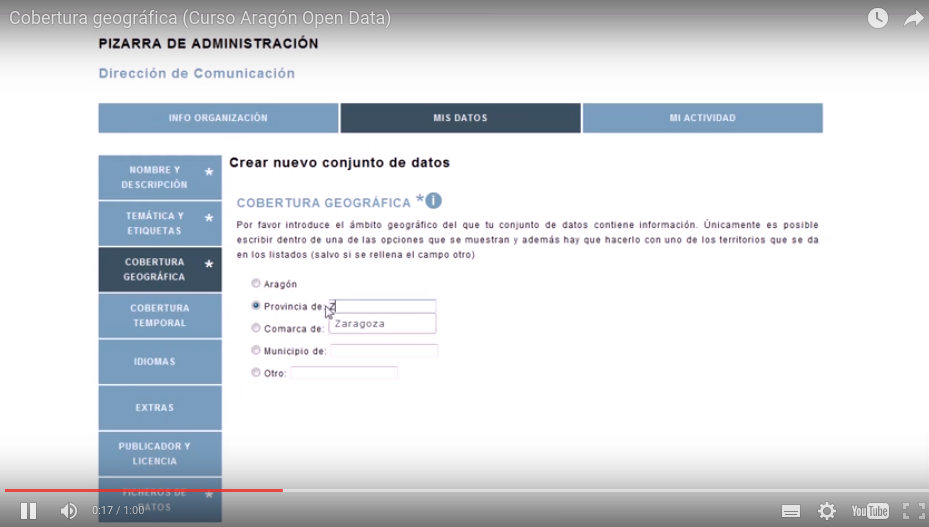 Cobertura geográfica (Curso Aragón Open Data)
PIZARRA DE ADMINISTRACIÓN
Dirección de Comunicación
INFO ORGANIZACIÓN
MIS DATOS
MI ACTIVIDAD
NOMBRE Y
DESCRIPCIÓN *
TEMÁTICA Y
ETIQUETAS *
COBERTURA
GEOGRÁFICA *
COBERTURA
TEMPORAL
IDIOMAS
EXTRAS
PUBLICADOR Y
LICENCIA
FICHEROS DE
DATOS *
Crear nuevo conjunto de datos
COBERTURA GEOGRÁFICA * i
Por favor introduce el ámbito geográfico del que tu conjunto de datos contiene información. Únicamente es posible
escribir dentro de una de las opciones que se muestran y además hay que hacerlo con uno de los territorios que se da
en los listados (salvo si se rellena el campo otro)
Aragón
Provincia de: Z
Zaragoza
Comarca de:
Municipio de:
Otro:
0:17 / 1:00
YouTube